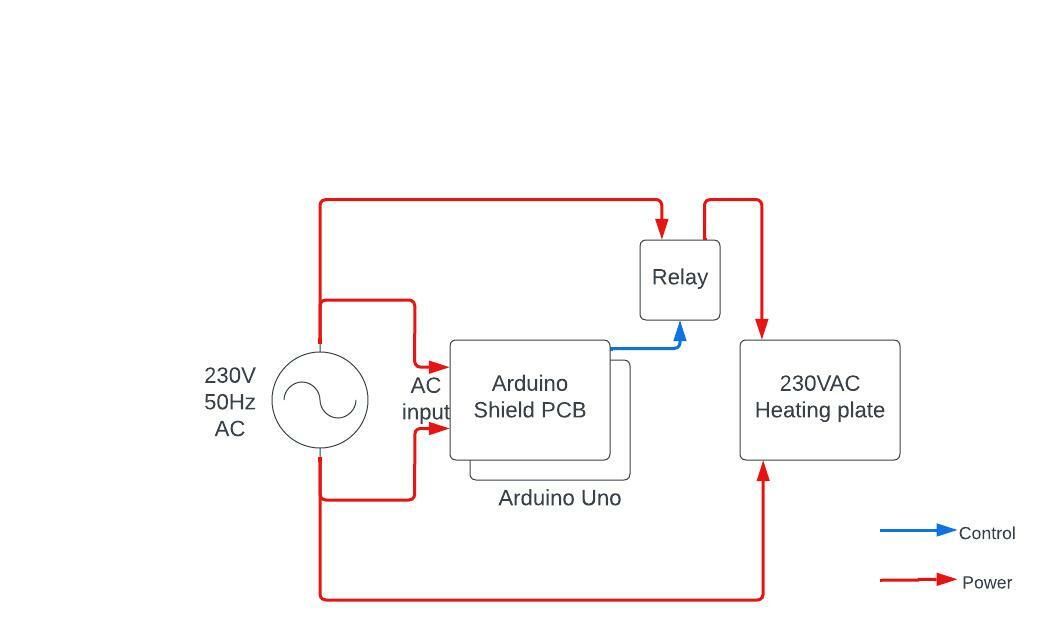 Relay
230V
50Hz
AC
AC
input
Arduino
Shield PCB
230VAC
Heating plate
Arduino Uno
Control
Power